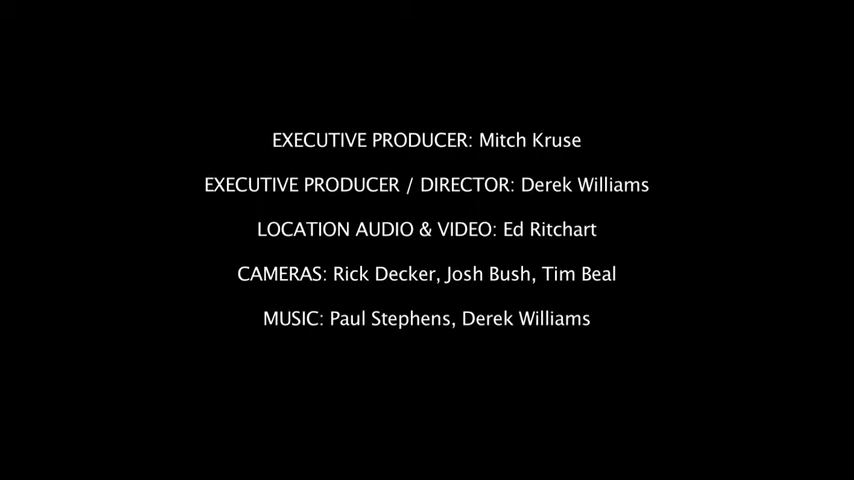 EXECUTIVE PRODUCER: Mitch Kruse
EXECUTIVE PRODUCER / DIRECTOR: Derek Williams
LOCATION AUDIO & VIDEO: Ed Ritchart
CAMERAS: Rick Decker, Josh Bush, Tim Beal
MUSIC: Paul Stephens, Derek Williams